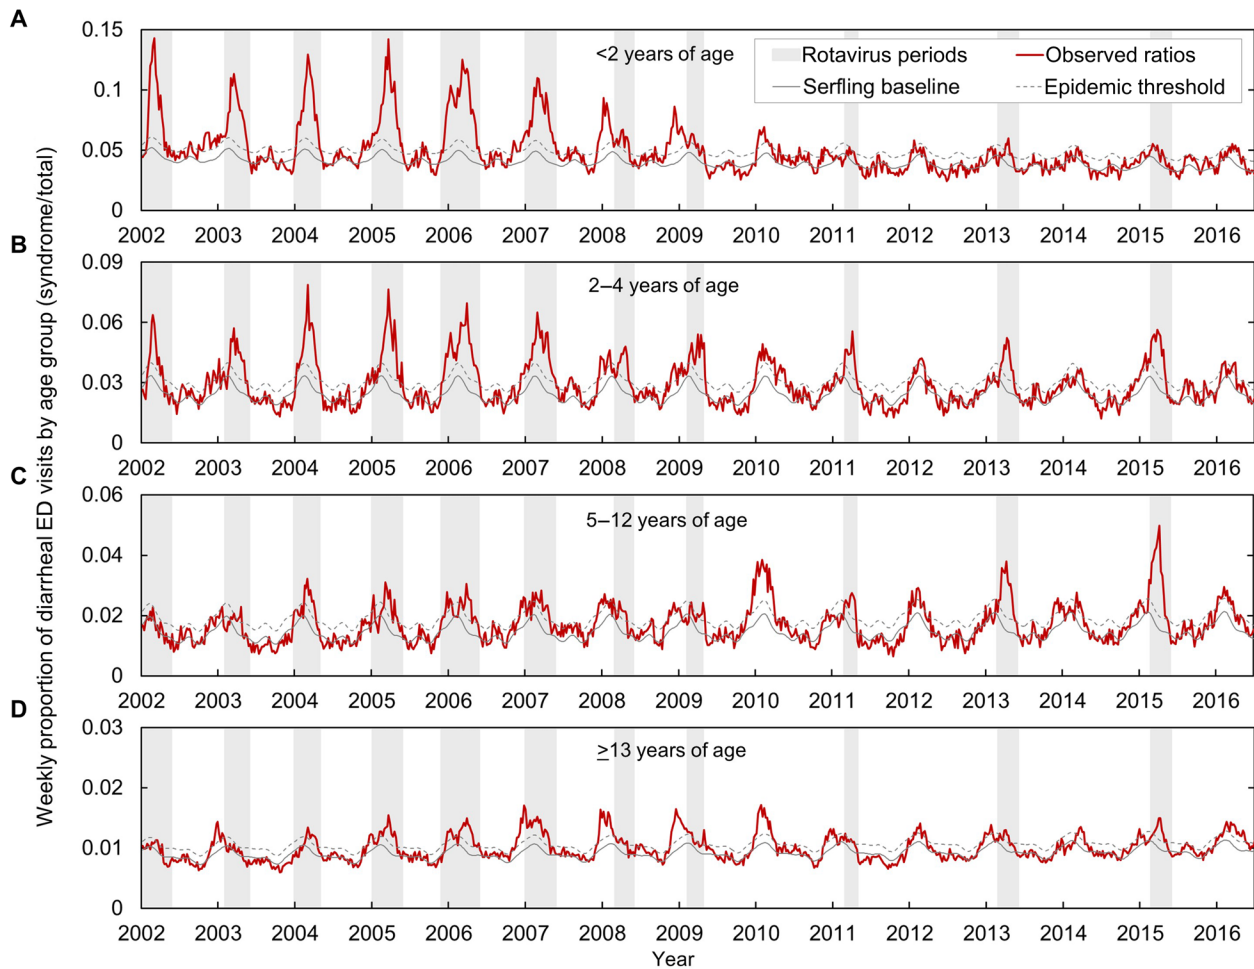 Weekly proportion of diarrheal ED visits by age group (syndrome/total)
A
<2 years of age
Rotavirus periods
Observed ratios
Serfling baseline
Epidemic threshold
0.15
0.1
0.05
0
2002 2003 2004 2005 2006 2007 2008 2009 2010 2011 2012 2013 2014 2015 2016
B
2–4 years of age
0.09
0.06
0.03
0
2002 2003 2004 2005 2006 2007 2008 2009 2010 2011 2012 2013 2014 2015 2016
C
5–12 years of age
0.06
0.04
0.02
0
2002 2003 2004 2005 2006 2007 2008 2009 2010 2011 2012 2013 2014 2015 2016
D
≥13 years of age
0.03
0.02
0.01
0
2002 2003 2004 2005 2006 2007 2008 2009 2010 2011 2012 2013 2014 2015 2016
Year